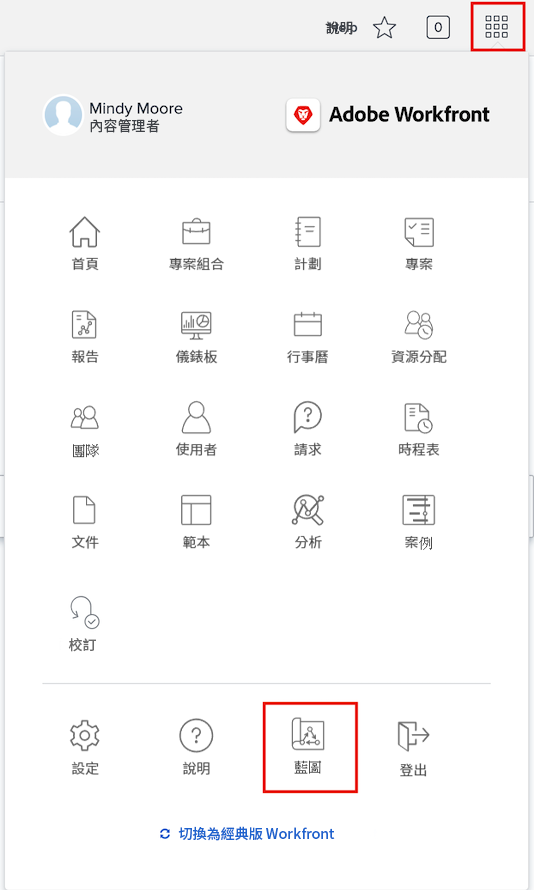 說明
0
Mindy Moore
內容管理者
Adobe Workfront
首頁
專案組合
計劃
專案
報告
儀錶板
行事曆
資源分配
團隊
使用者
請求
時程表
文件
範本
分析
案例
校訂
設定
說明
藍圖
登出
切換為經典版 Workfront